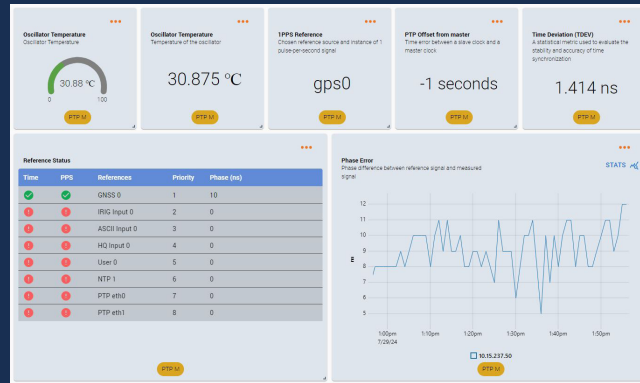 Oscillator Temperature
Oscillator Temperature
30.88 °C
0 100
PTP M
Oscillator Temperature
Temperature of the oscillator
30.875 °C
PTP M
1PPS Reference
Chosen reference source and instance of 1
pulse-per-second signal
gps0
PTP M
PTP Offset from master
Time error between a slave clock and a
master clock
-1 seconds
PTP M
Time Deviation (TDEV)
A statistical metric used to evaluate the
stability and accuracy of time
synchronization
1.414 ns
PTP M
Reference Status
Time PPS References Priority Phase (ns)
GNSS 0 1 10
IRIG Input 0 2 0
ASCII Input 0 3 0
HQ Input 0 4 0
User 0 5 0
NTP 1 6 0
PTP eth0 7 0
PTP eth1 8 0
PTP M
Phase Error
Phase difference between reference signal and measured
signal
STATS
12
11
10
9
8
7
6
5
1:00pm 1:10pm 1:20pm 1:30pm 1:40pm 1:50pm
7/29/24
10.15.237.50
PTP M